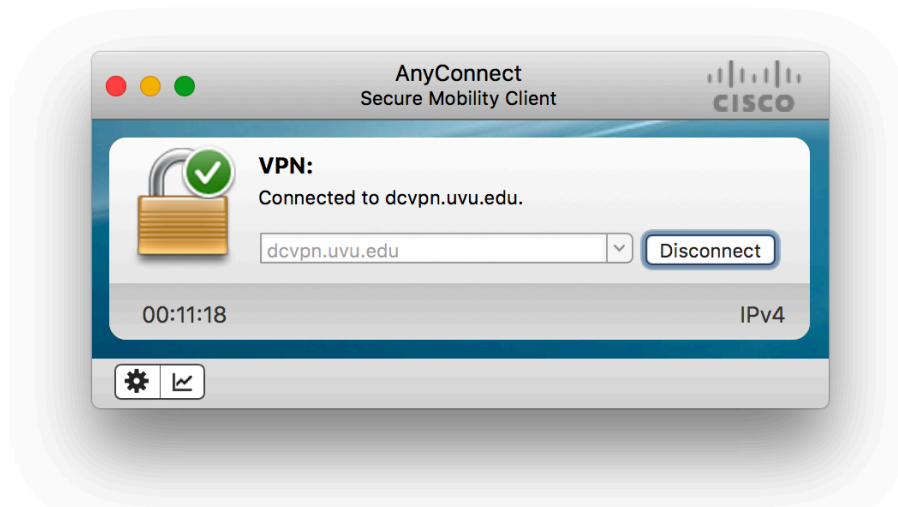 AnyConnect
Secure Mobility Client
CISCO
VPN:
Connected to dcvpn.uvu.edu.
dcvpn.uvu.edu
Disconnect
00:11:18
IPv4